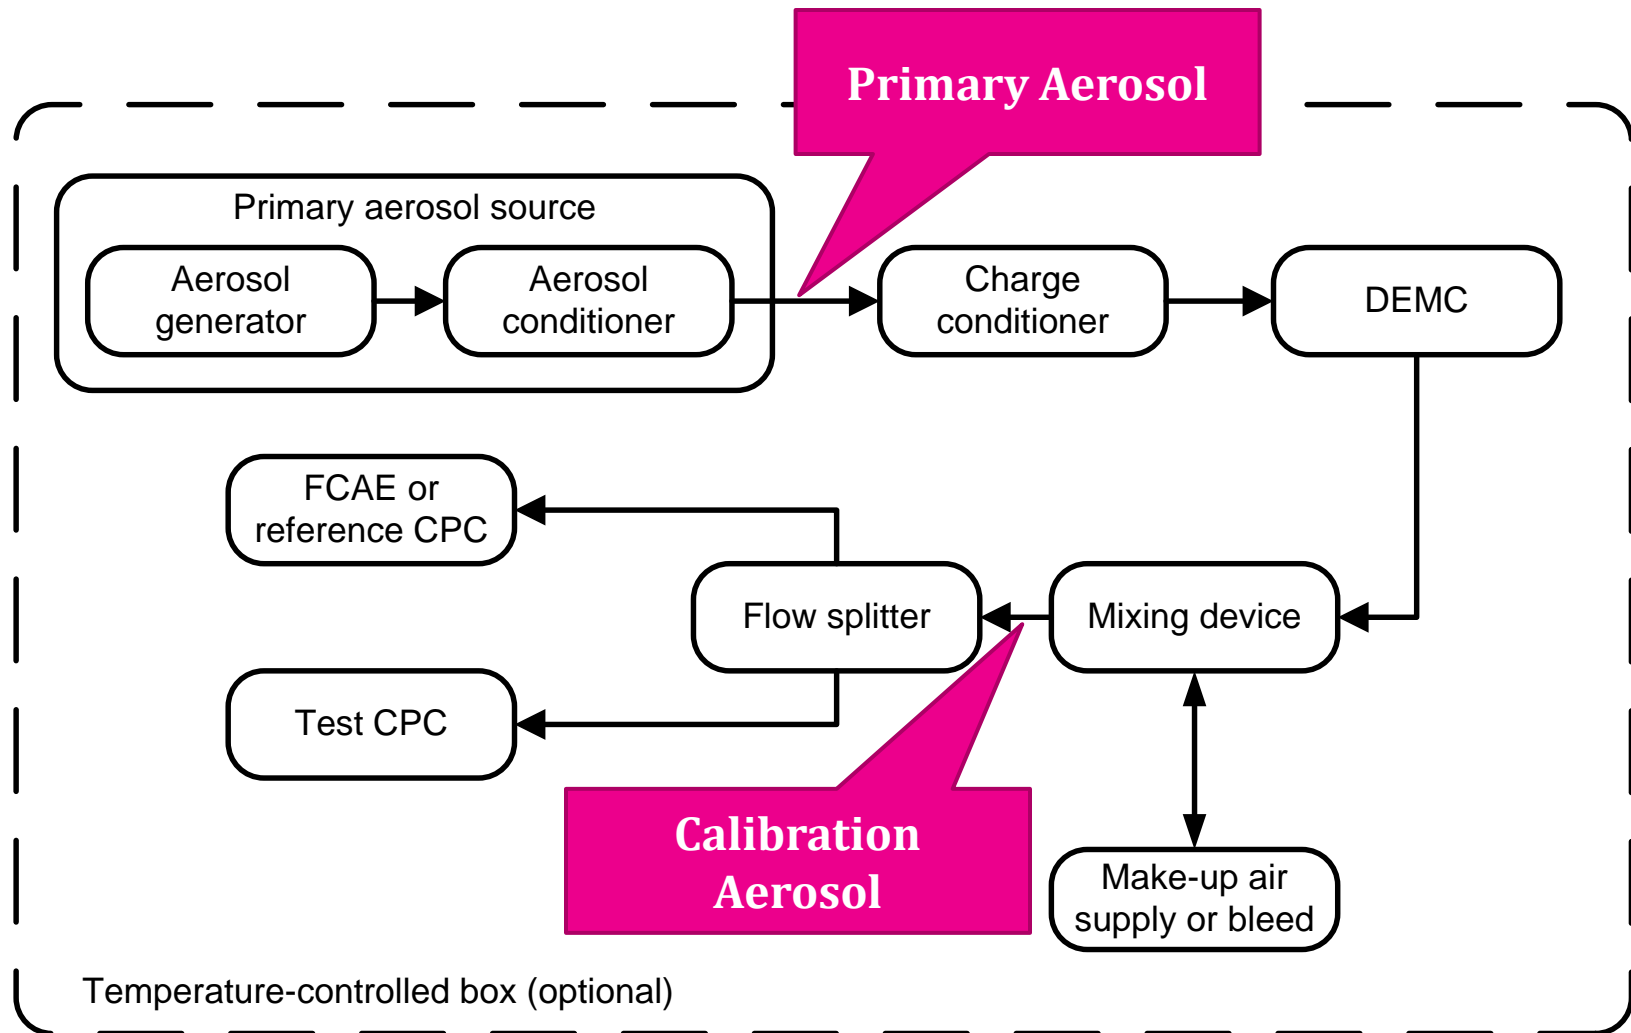 Primary Aerosol
Primary aerosol source
Aerosol
generator
Aerosol
conditioner
Charge
conditioner
DEMC
FCAE or
reference CPC
Flow splitter
Mixing device
Test CPC
Calibration
Aerosol
Make-up air
supply or bleed
Temperature-controlled box (optional)